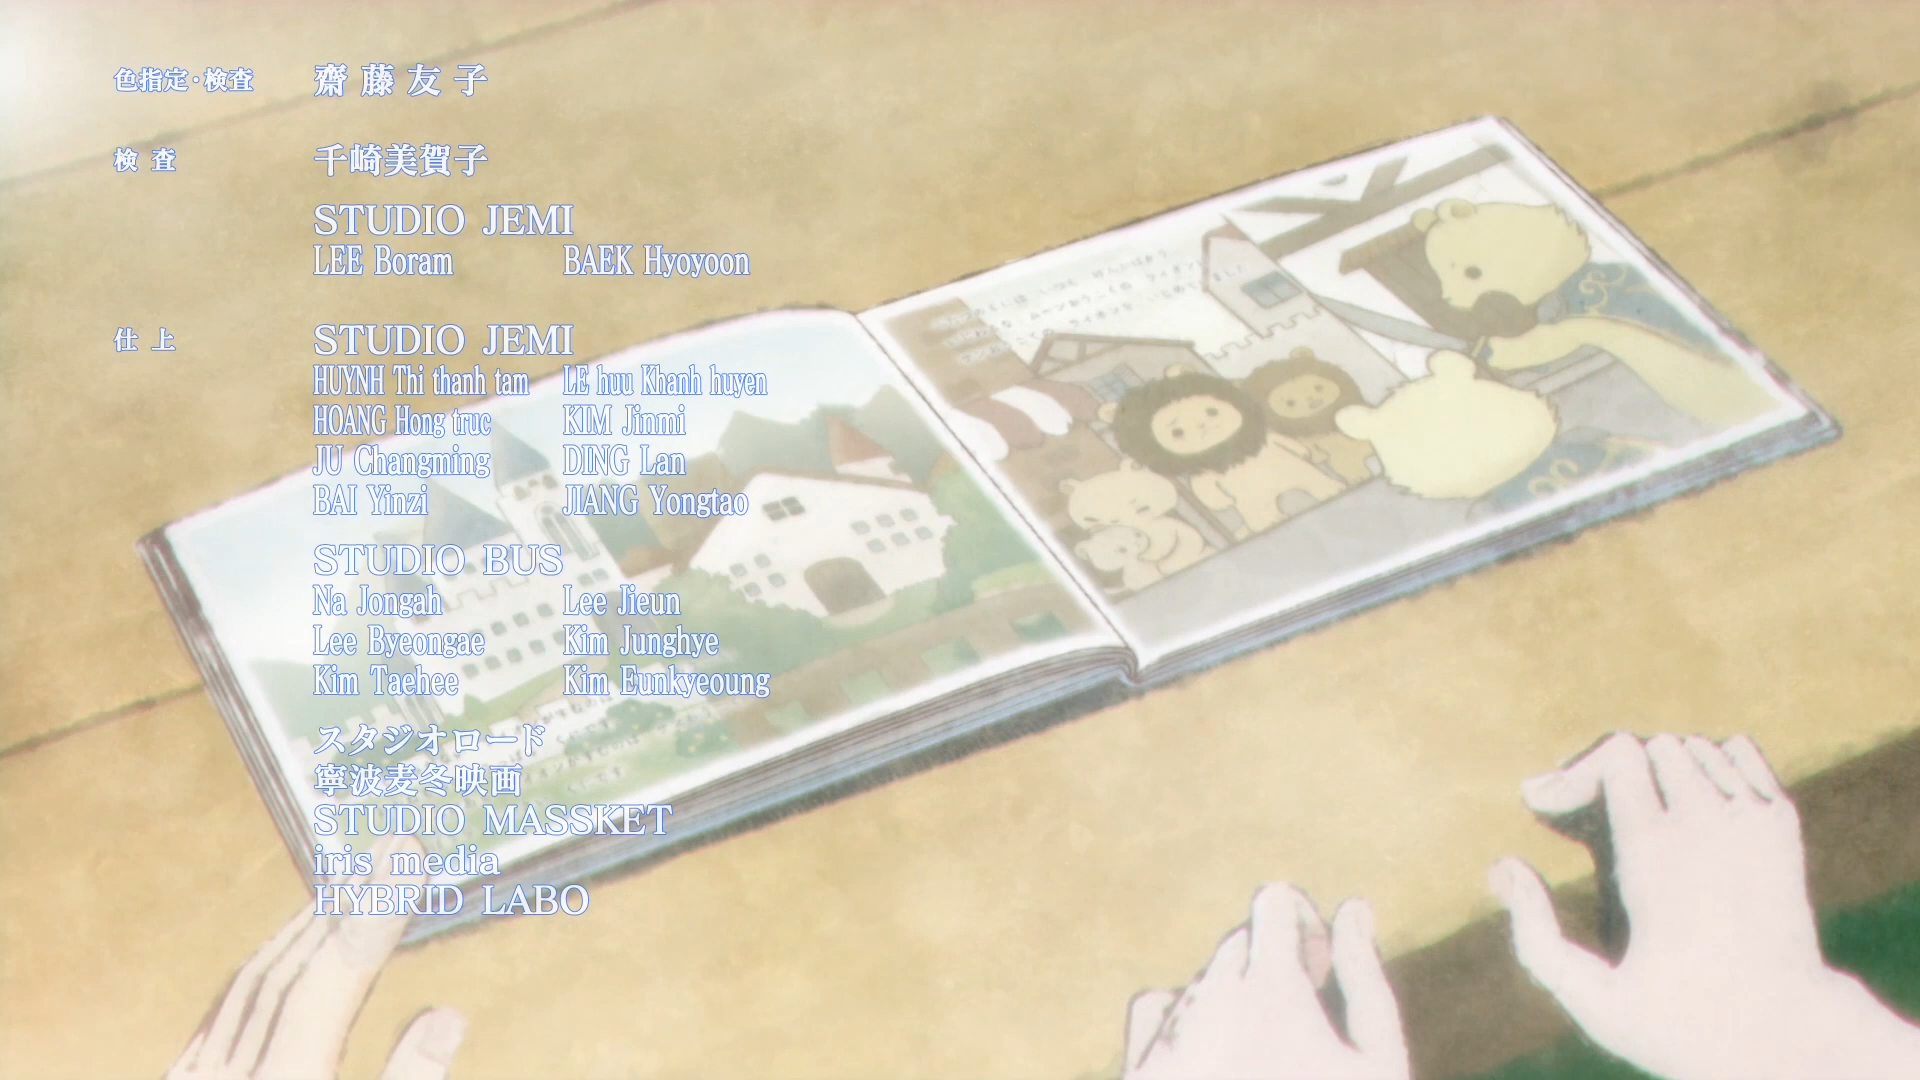 色指定・検査 齋藤友子
検査 千崎美賀子
STUDIO JEMI
LEE Boram BAEK Hyoyoon
仕上 STUDIO JEMI
HUYNH Thi thanh tam LE huu Khanh huyen
HOANG Hong truc KIM Jinmi
JU Changming DING Lan
BAI Yinzi JIANG Yongtao
STUDIO BUS
Na Jongah Lee Jieun
Lee Byeongae Kim Junghye
Kim Taehee Kim Eunkyeoung
スタジオロード
寧波麦冬映画
STUDIO MASSKET
iris media
HYBRID LABO